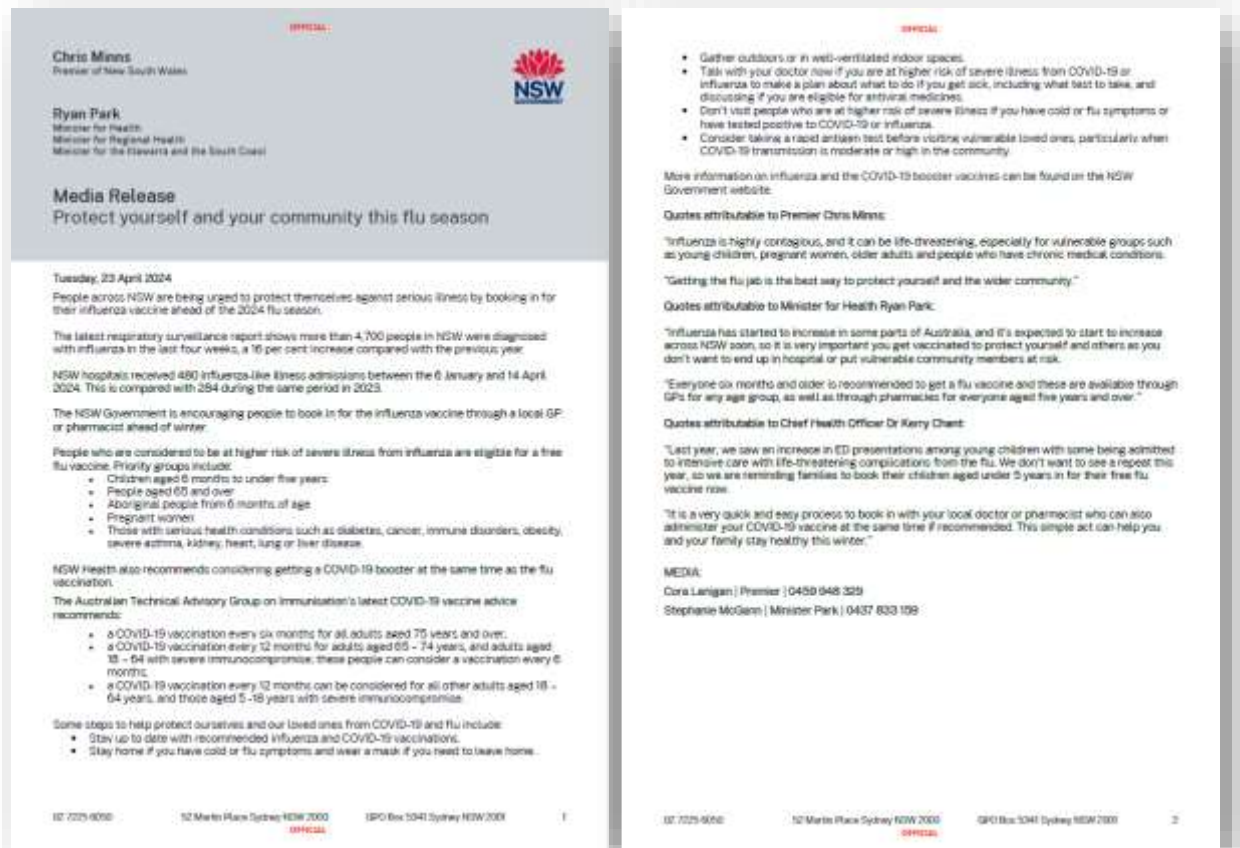 OFFICIAL
Chris Minns
Premier of New South Wales
NSW
GOVERNMENT
Ryan Park
Minister for Health
Minister for Regional Health
Minister for the Illawarra and the South Coast
Media Release
Protect yourself and your community this flu season
Tuesday, 23 April 2024
People across NSW are being urged to protect themselves against serious illness by booking in for
their influenza vaccine ahead of the 2024 flu season.
The latest respiratory surveillance report shows more than 4,700 people in NSW were diagnosed
with influenza in the last four weeks, a 16 per cent increase compared with the previous year.
NSW hospitals received 480 influenza-like illness admissions between the 6 January and 14 April
2024. This is compared with 284 during the same period in 2023.
The NSW Government is encouraging people to book in for the influenza vaccine through a local GP
or pharmacist ahead of winter.
People who are considered to be at higher risk of severe illness from influenza are eligible for a free
flu vaccine. Priority groups include:
• Children aged 6 months to under five years
• People aged 65 and over
• Aboriginal people from 6 months of age
• Pregnant women
• Those with serious health conditions such as diabetes, cancer, immune disorders, obesity,
severe asthma, kidney, heart, lung or liver disease.
NSW Health also recommends considering getting a COVID-19 booster at the same time as the flu
vaccination.
The Australian Technical Advisory Group on Immunisation's latest COVID-19 vaccine advice
recommends:
• a COVID-19 vaccination every six months for all adults aged 75 years and over;
• a COVID-19 vaccination every 12 months for adults aged 65 – 74 years, and adults aged
18 – 64 with severe immunocompromise; these people can consider a vaccination every 6
months;
• a COVID-19 vaccination every 12 months can be considered for all other adults aged 18 –
64 years, and those aged 5 -18 years with severe immunocompromise.
Some steps to help protect ourselves and our loved ones from COVID-19 and flu include:
• Stay up to date with recommended influenza and COVID-19 vaccinations.
• Stay home if you have cold or flu symptoms and wear a mask if you need to leave home.
02 7225 6050 52 Martin Place Sydney NSW 2000 GPO Box 5341 Sydney NSW 2001 1
OFFICIAL
OFFICIAL
• Gather outdoors or in well-ventilated indoor spaces.
• Talk with your doctor now if you are at higher risk of severe illness from COVID-19 or
influenza to make a plan about what to do if you get sick, including what test to take, and
discussing if you are eligible for antiviral medicines.
• Don't visit people who are at higher risk of severe illness if you have cold or flu symptoms or
have tested positive to COVID-19 or influenza.
• Consider taking a rapid antigen test before visiting vulnerable loved ones, particularly when
COVID-19 transmission is moderate or high in the community.
More information on influenza and the COVID-19 booster vaccines can be found on the NSW
Government website.
Quotes attributable to Premier Chris Minns:
"Influenza is highly contagious, and it can be life-threatening, especially for vulnerable groups such
as young children, pregnant women, older adults and people who have chronic medical conditions.
"Getting the flu jab is the best way to protect yourself and the wider community."
Quotes attributable to Minister for Health Ryan Park:
"Influenza has started to increase in some parts of Australia, and it's expected to start to increase
across NSW soon, so it is very important you get vaccinated to protect yourself and others as you
don't want to end up in hospital or put vulnerable community members at risk.
"Everyone six months and older is recommended to get a flu vaccine and these are available through
GPs for any age group, as well as through pharmacies for everyone aged five years and over."
Quotes attributable to Chief Health Officer Dr Kerry Chant:
"Last year, we saw an increase in ED presentations among young children with some being admitted
to intensive care with life-threatening complications from the flu. We don't want to see a repeat this
year, so we are reminding families to book their children aged under 5 years in for their free flu
vaccine now.
"It is a very quick and easy process to book in with your local doctor or pharmacist who can also
administer your COVID-19 vaccine at the same time if recommended. This simple act can help you
and your family stay healthy this winter."
MEDIA:
Cora Lanigan | Premier | 0459 948 329
Stephanie McGann | Minister Park | 0437 833 159
02 7225 6050 52 Martin Place Sydney NSW 2000 GPO Box 5341 Sydney NSW 2001 2
OFFICIAL